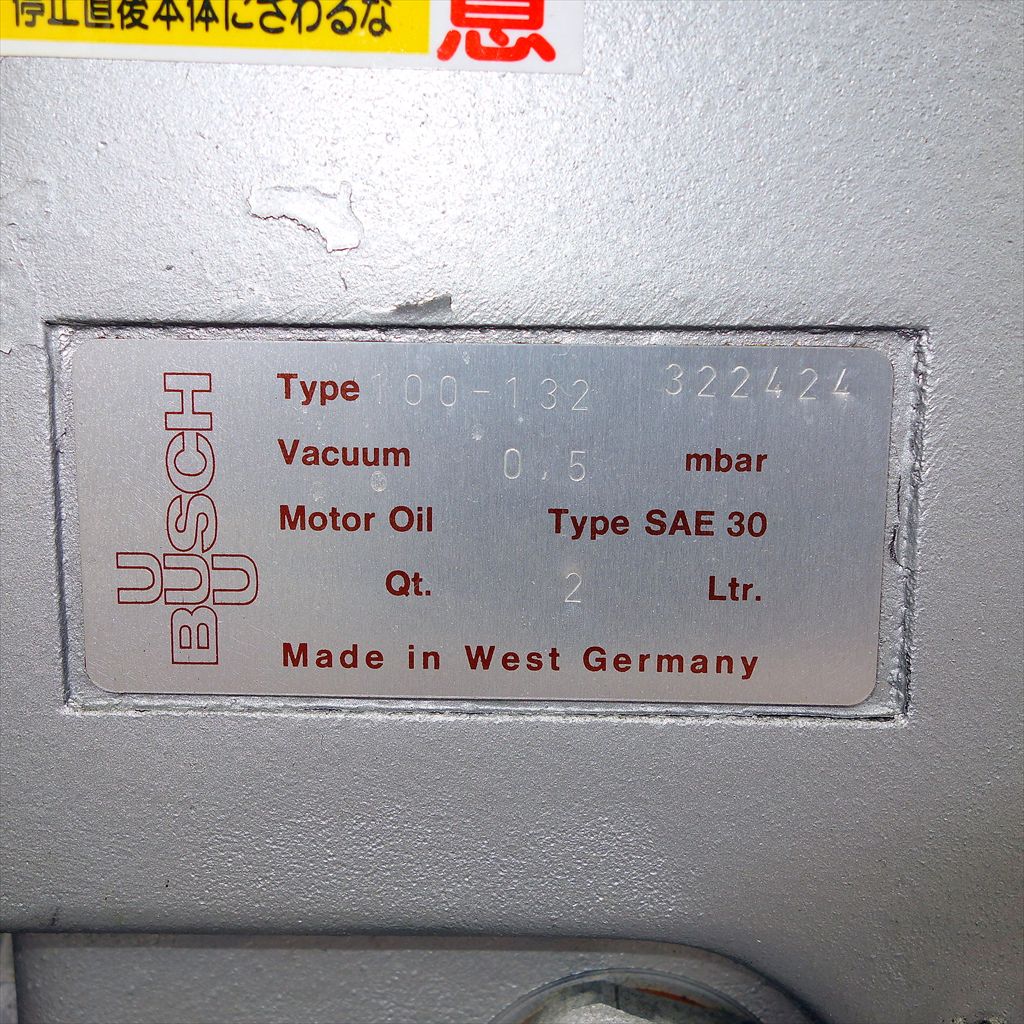 停止直後本体にさわるな
意
BUSCH
U
U
Type 100-132 322424
Vacuum 0,5 mbar
Motor Oil Type SAE 30
Qt. 2 Ltr.
Made in West Germany